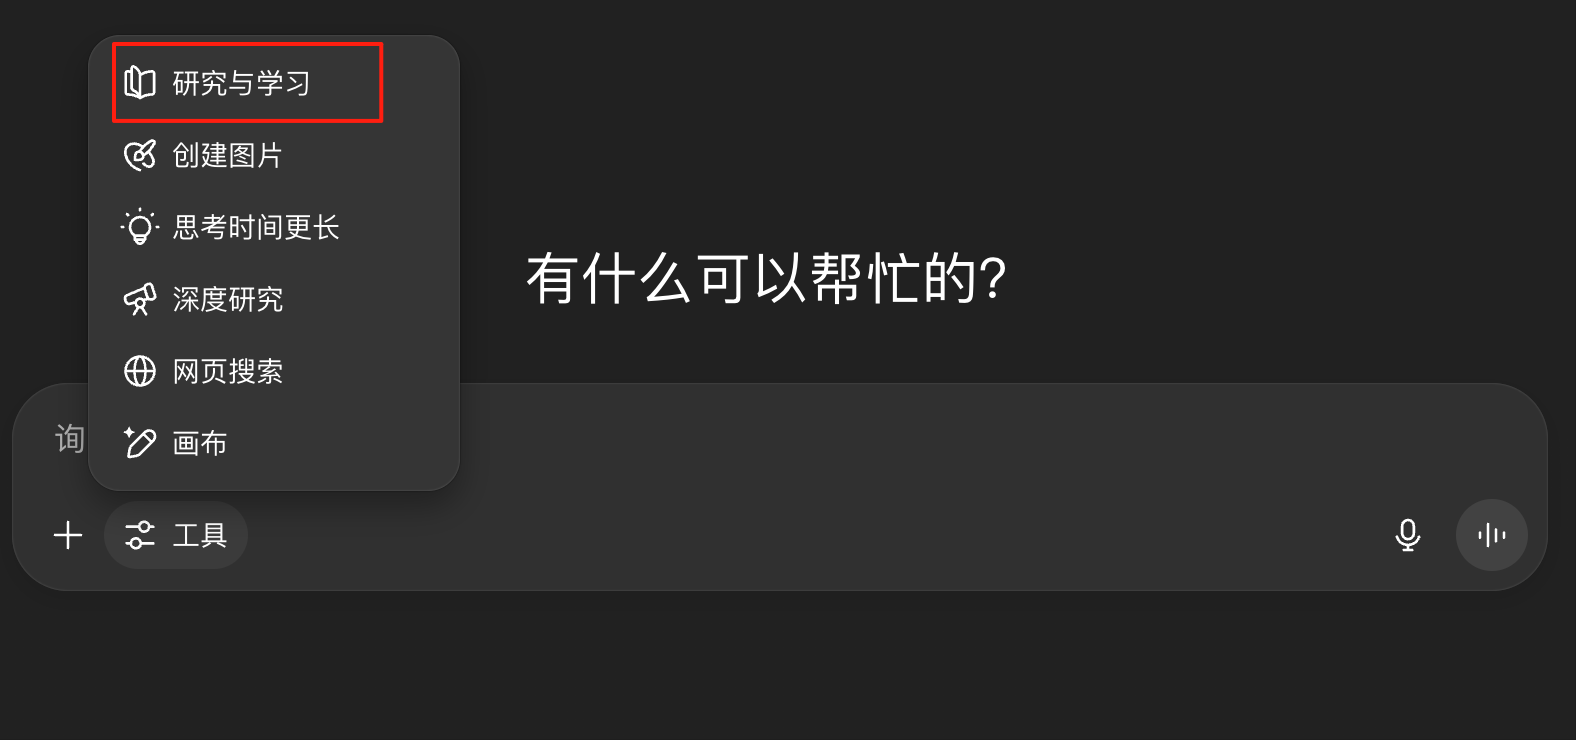 研究与学习
创建图片
思考时间更长
深度研究
网页搜索
画布
有什么可以帮忙的?
询
工具